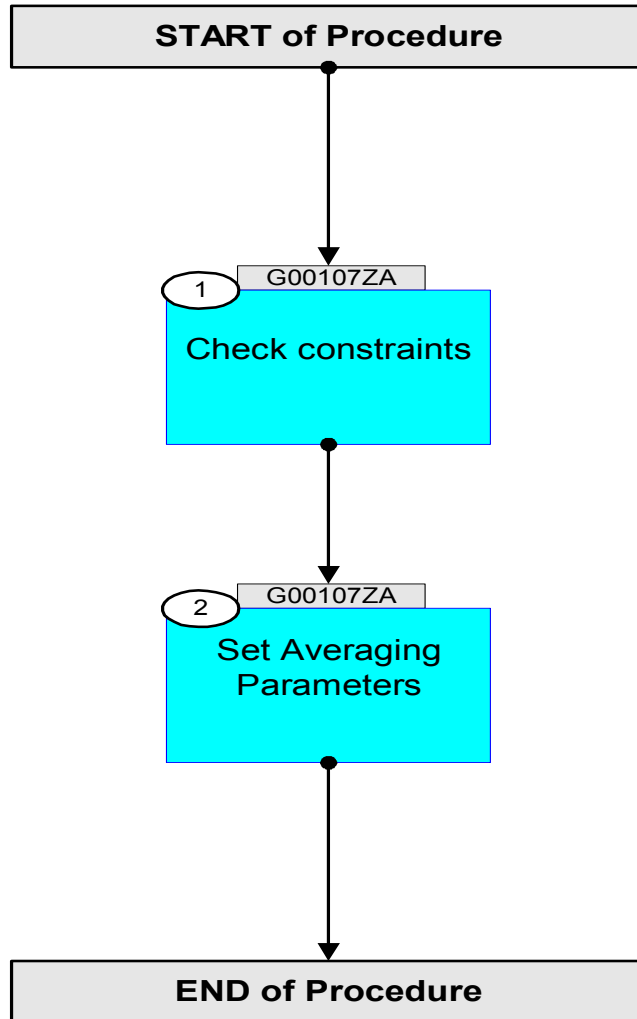 START of Procedure
G00107ZA
1
Check constraints
G00107ZA
2
Set Averaging
Parameters
END of Procedure